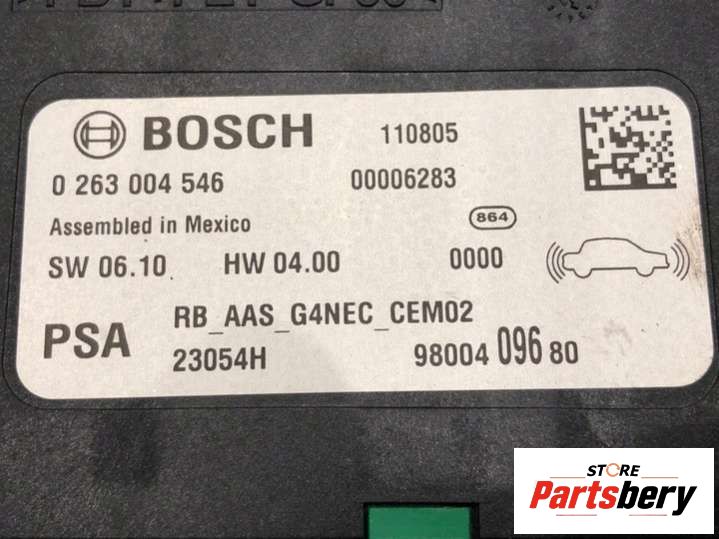 BOSCH 110805
0 263 004 546 00006283
Assembled in Mexico 864
SW 06.10 HW 04.00 0000
PSA RB_AAS_G4NEC_CEM02
23054H 98004 096 80
STORE
Partsbery